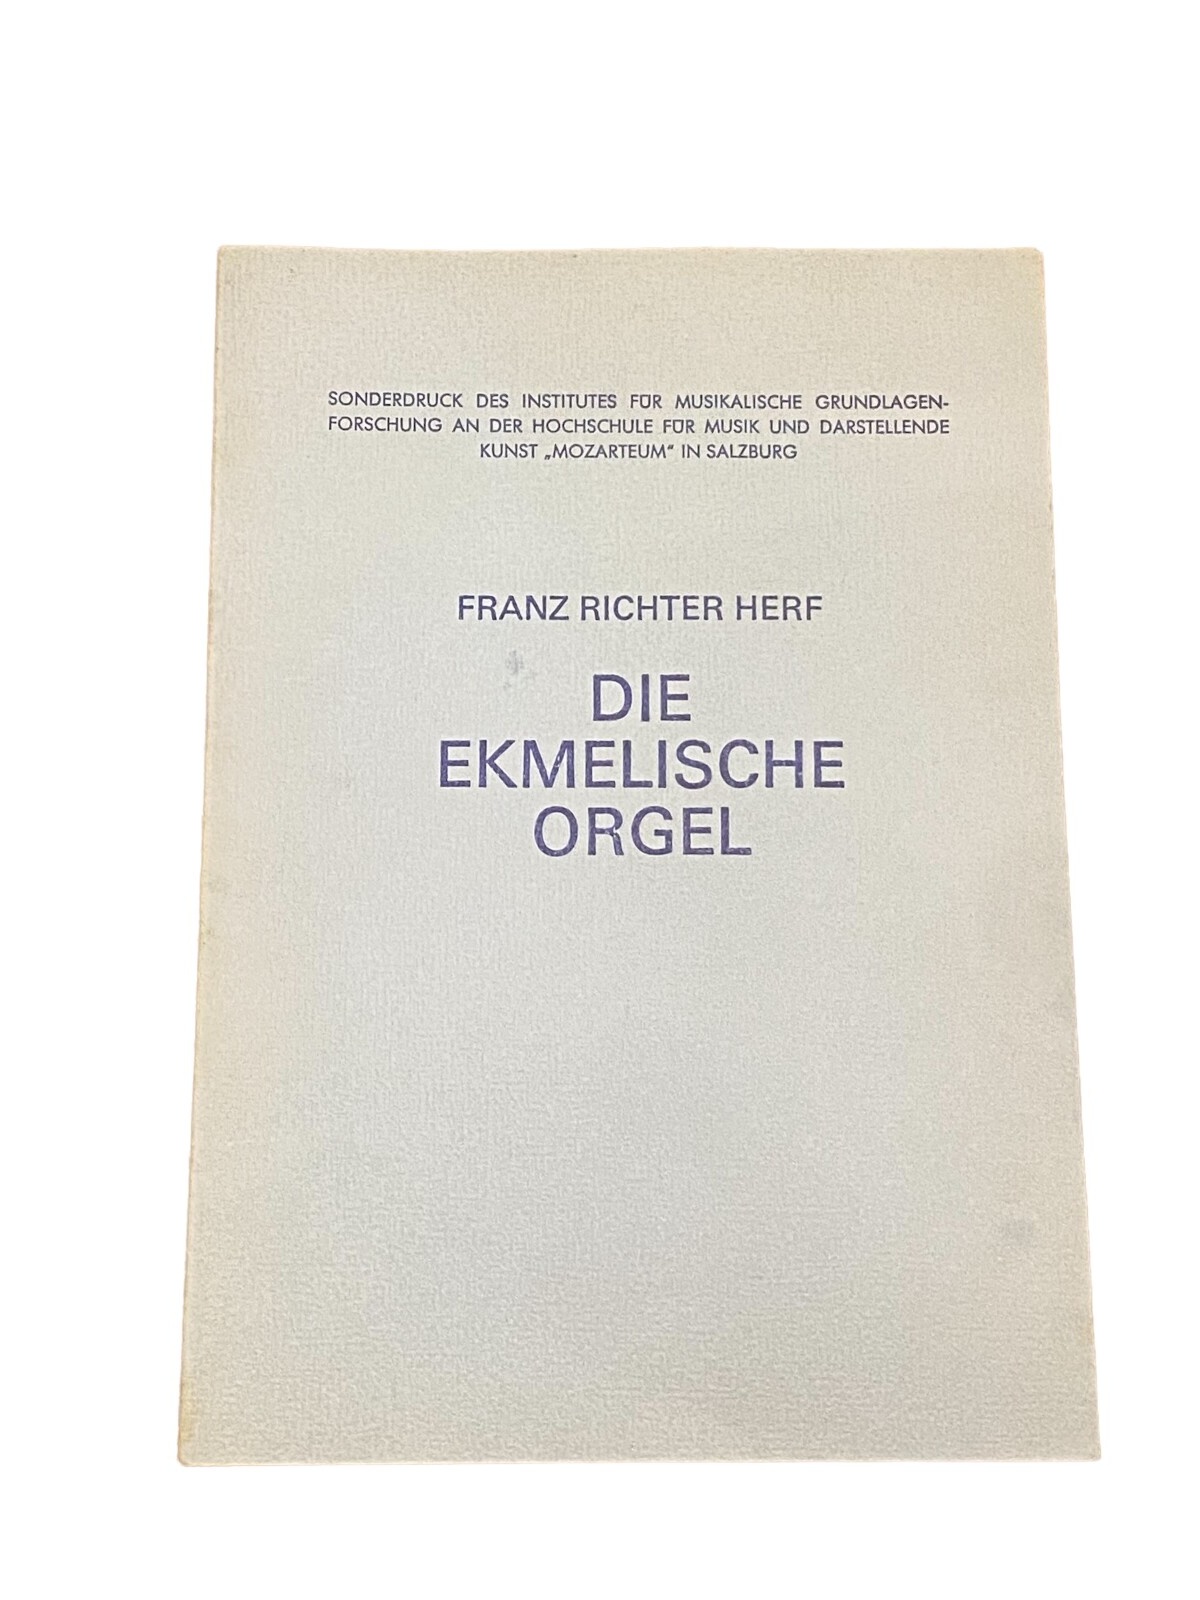 SONDERDRUCK DES INSTITUTES FÜR MUSIKALISCHE GRUNDLAGEN-
FORSCHUNG AN DER HOCHSCHULE FÜR MUSIK UND DARSTELLENDE
KUNST „MOZARTEUM“ IN SALZBURG
FRANZ RICHTER HERF
DIE
EKMELISCHE
ORGEL